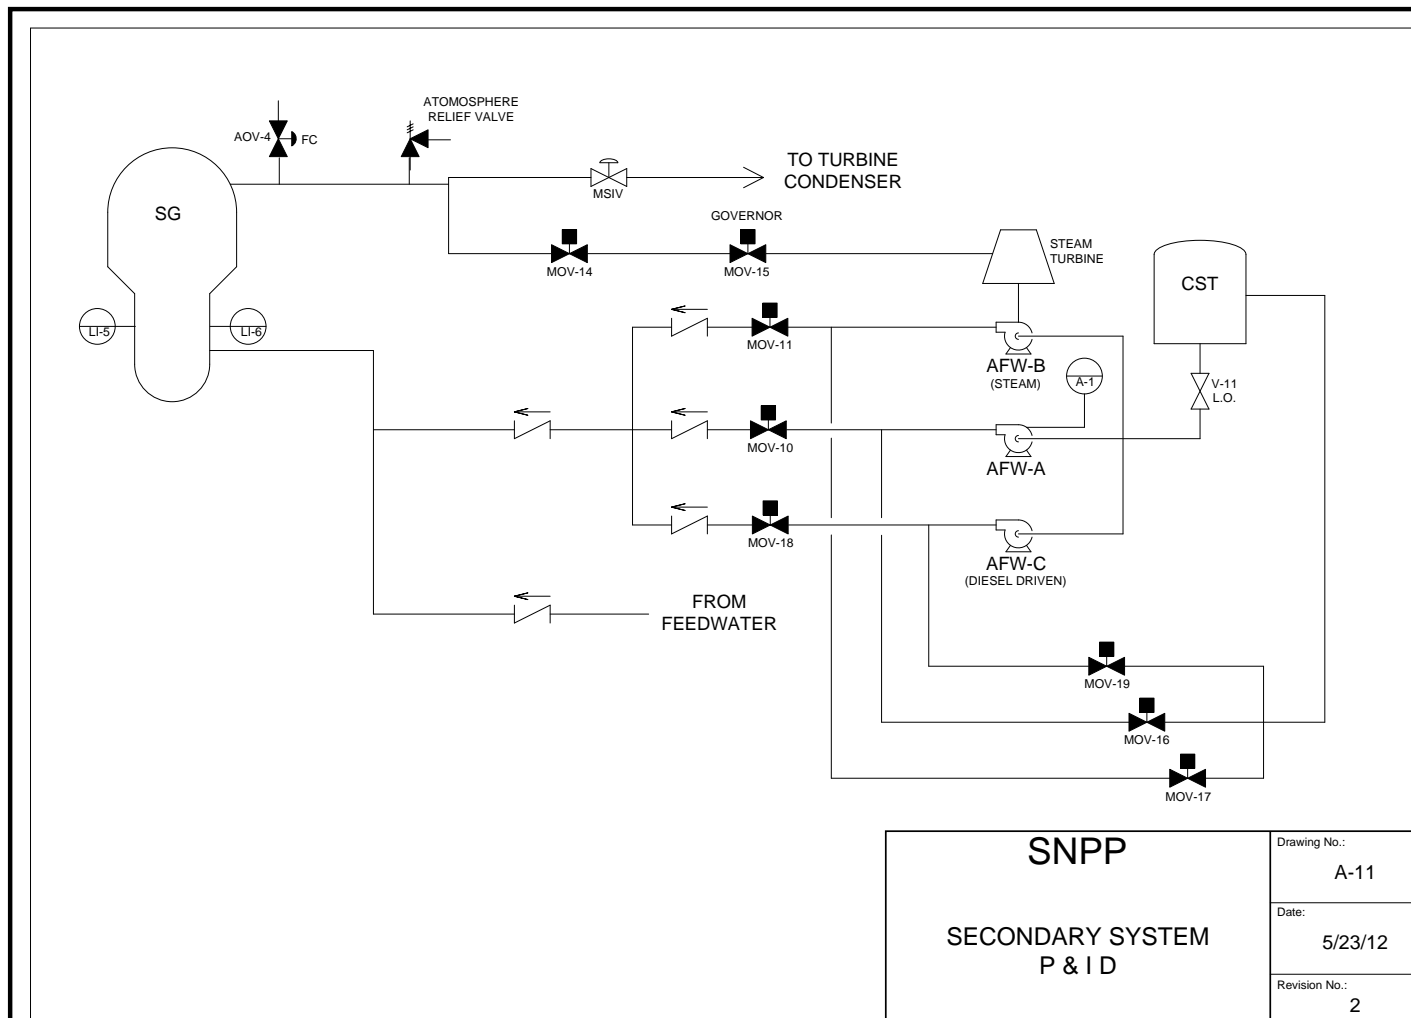 ATOMOSPHERE
RELIEF VALVE
AOV-4
FC
TO TURBINE
CONDENSER
MSIV
SG
GOVERNOR
STEAM
TURBINE
MOV-14
MOV-15
CST
LI-5
LI-6
MOV-11
AFW-B
(STEAM)
A-1
V-11
L.O.
MOV-10
AFW-A
MOV-18
AFW-C
(DIESEL DRIVEN)
FROM
FEEDWATER
MOV-19
MOV-16
MOV-17
SNPP
SECONDARY SYSTEM
P & I D
Drawing No.:
A-11
Date:
5/23/12
Revision No.:
2